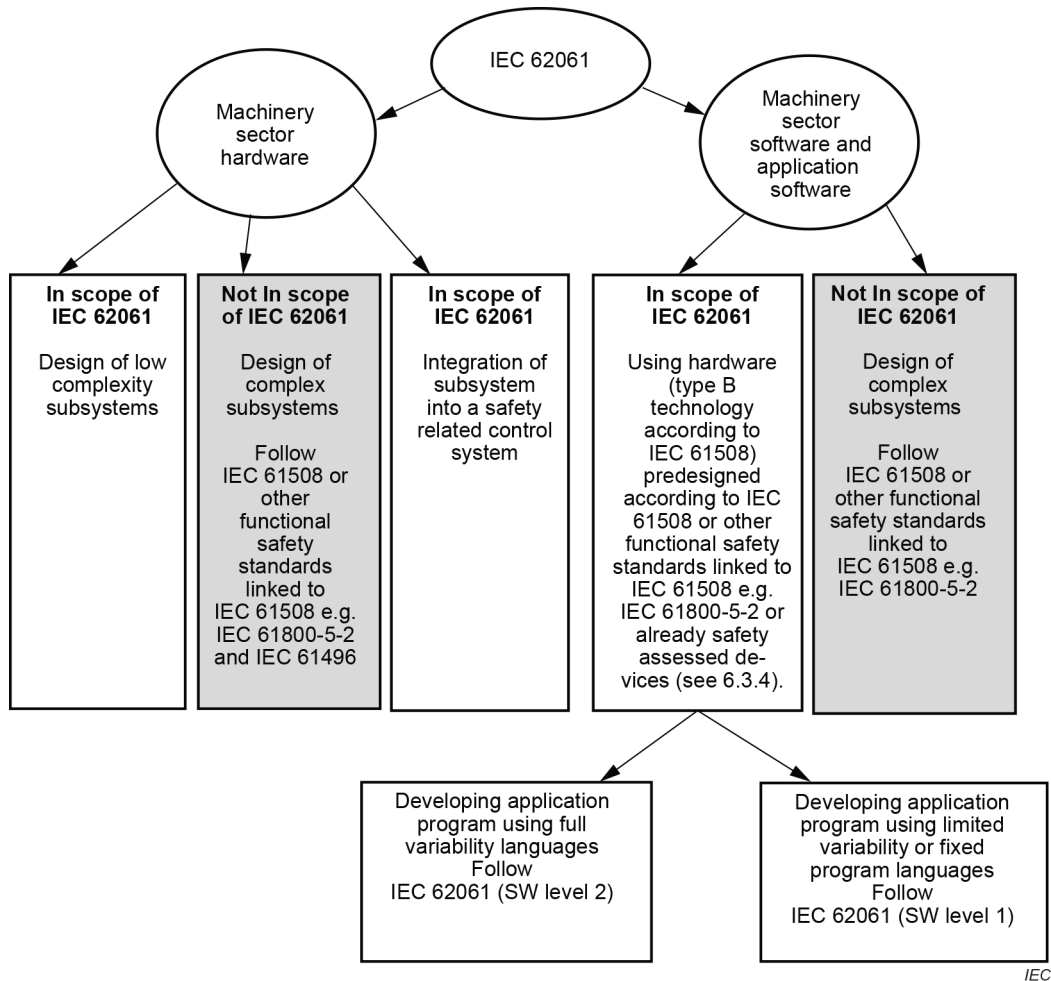 IEC 62061
Machinery
sector
hardware
Machinery
sector
software and
application
software
In scope of
IEC 62061
Design of low
complexity
subsystems
Not In scope
of IEC 62061
Design of
complex
subsystems
Follow
IEC 61508 or
other
functional
safety
standards
linked to
IEC 61508 e.g.
IEC 61800-5-2
and IEC 61496
In scope of
IEC 62061
Integration of
subsystem
into a safety
related control
system
In scope of
IEC 62061
Using hardware
(type B
technology
according to
IEC 61508)
predesigned
according to IEC
61508 or other
functional safety
standards linked to
IEC 61508 e.g.
IEC 61800-5-2 or
already safety
assessed de-
vices (see 6.3.4).
Not In scope of
IEC 62061
Design of
complex
subsystems
Follow
IEC 61508 or
other functional
safety standards
linked to
IEC 61508 e.g.
IEC 61800-5-2
Developing application
program using full
variability languages
Follow
IEC 62061 (SW level 2)
Developing application
program using limited
variability or fixed
program languages
Follow
IEC 62061 (SW level 1)
IEC